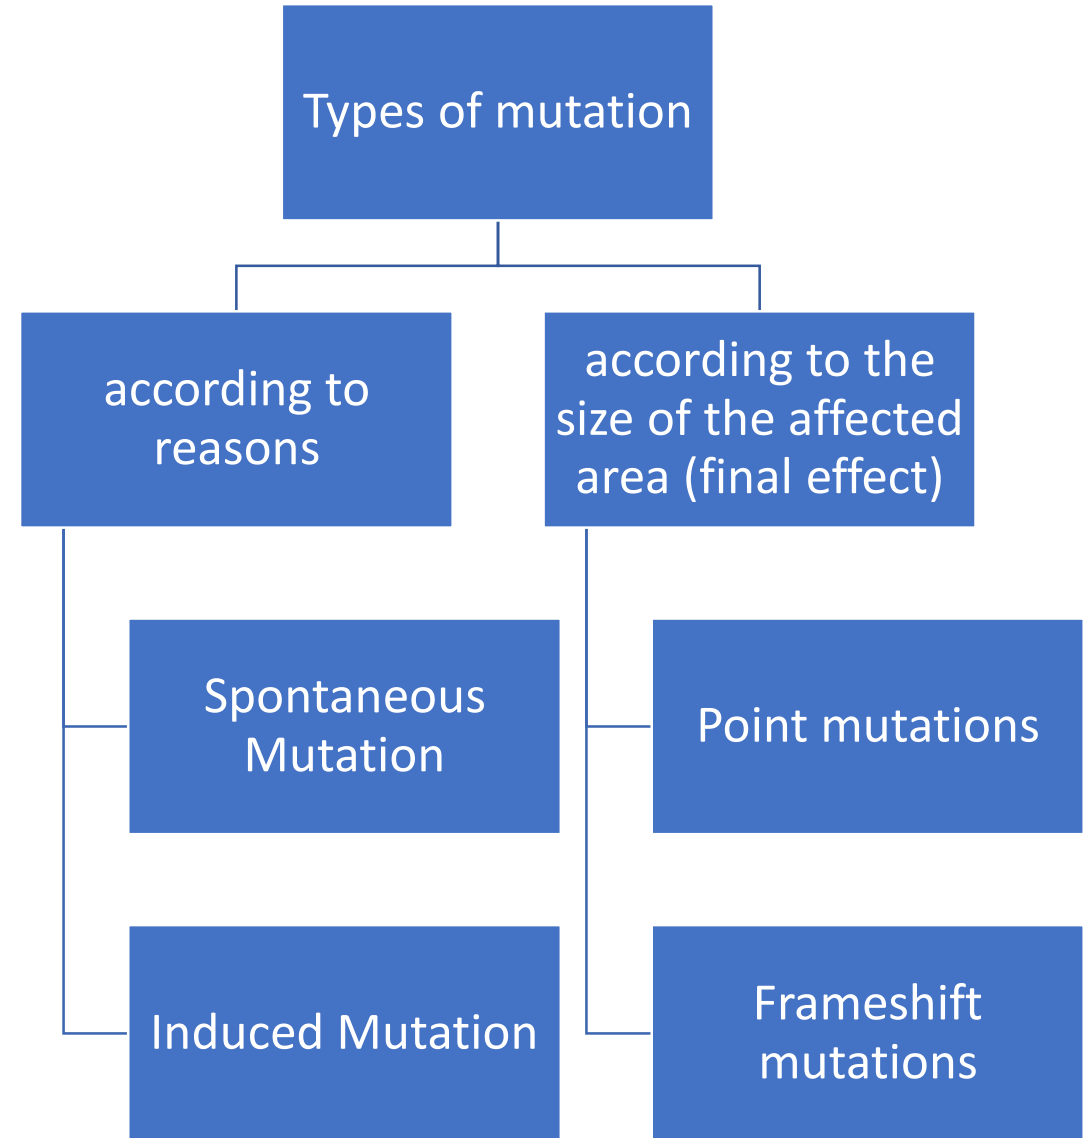 Types of mutation
according to
reasons
according to the
size of the affected
area (final effect)
Spontaneous
Mutation
Point mutations
Induced Mutation
Frameshift
mutations